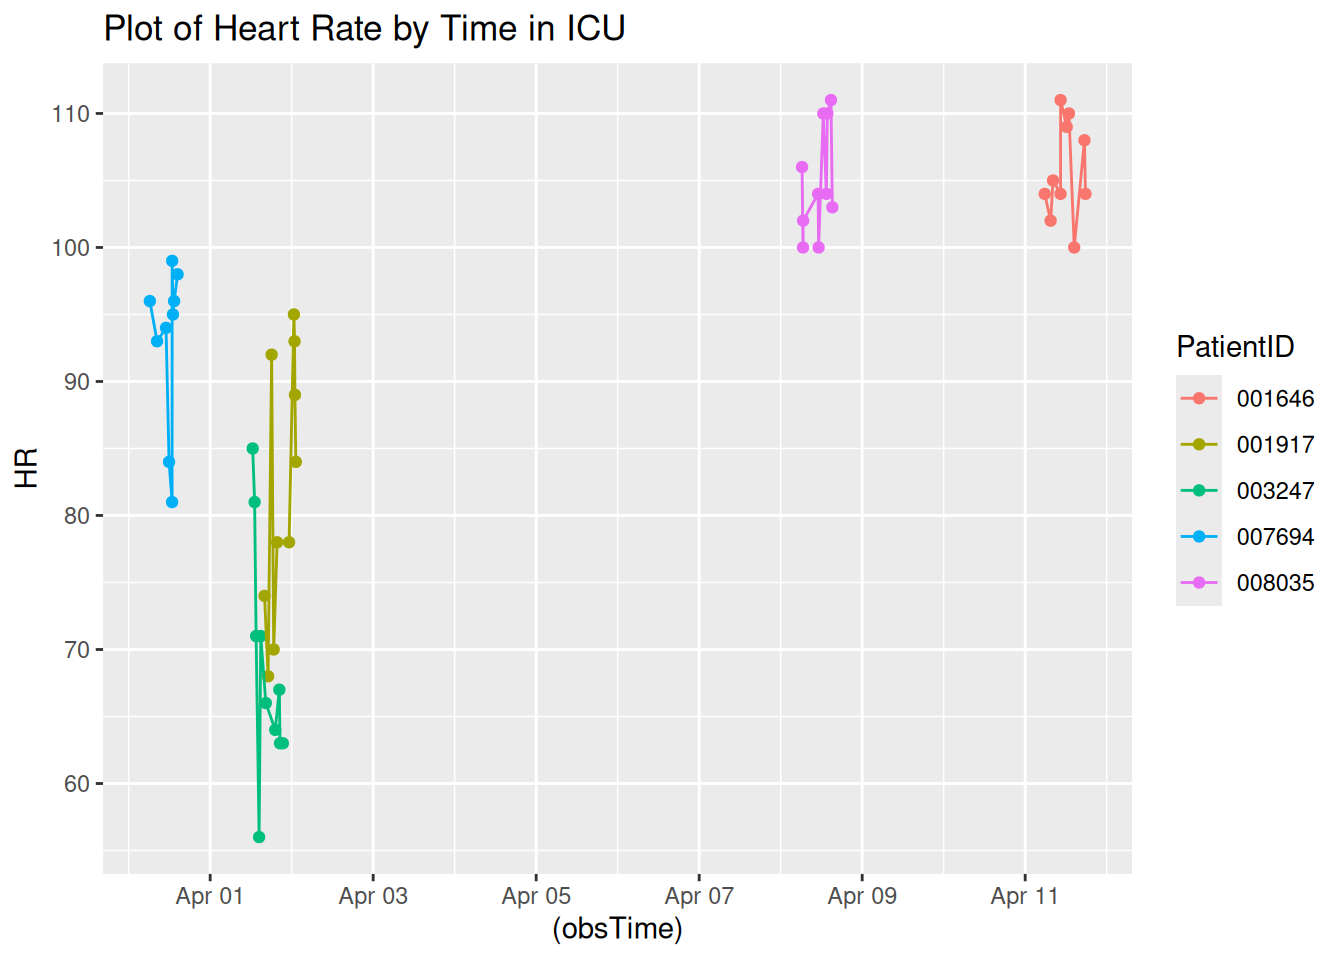 Plot of Heart Rate by Time in ICU
110
100
90
80
70
60
HR
Apr 01
Apr 03
Apr 05
Apr 07
Apr 09
Apr 11
(obsTime)
PatientID
001646
001917
003247
007694
008035